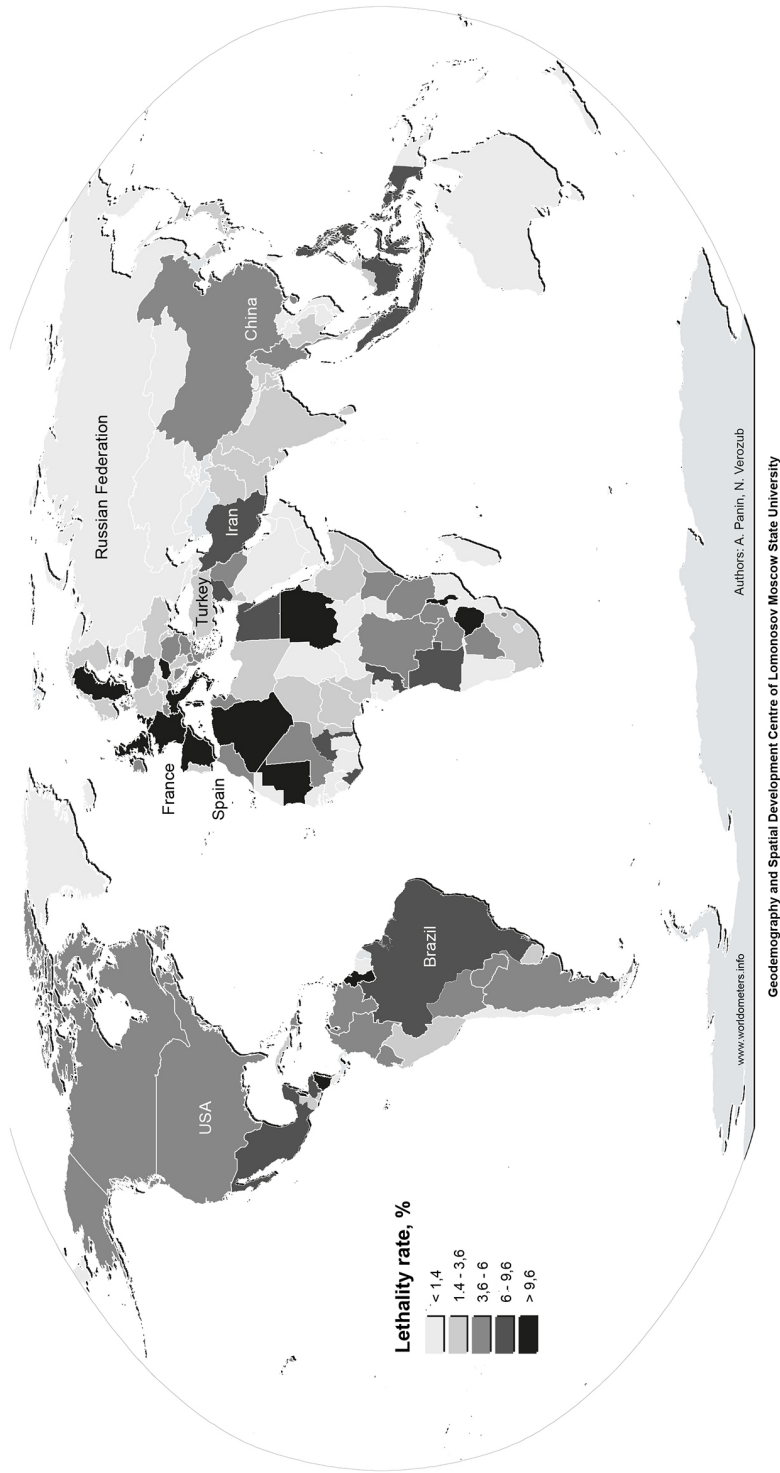 Russian Federation
China
Iran
Turkey
France
Spain
USA
Brazil
Lethality rate, %
< 1,4
1.4 - 3,6
3,6 - 6
6 - 9,6
> 9,6
www.worldometers.info
Authors: A. Panin, N. Verozub
Geodemography and Spatial Development Centre of Lomonosov Moscow State University